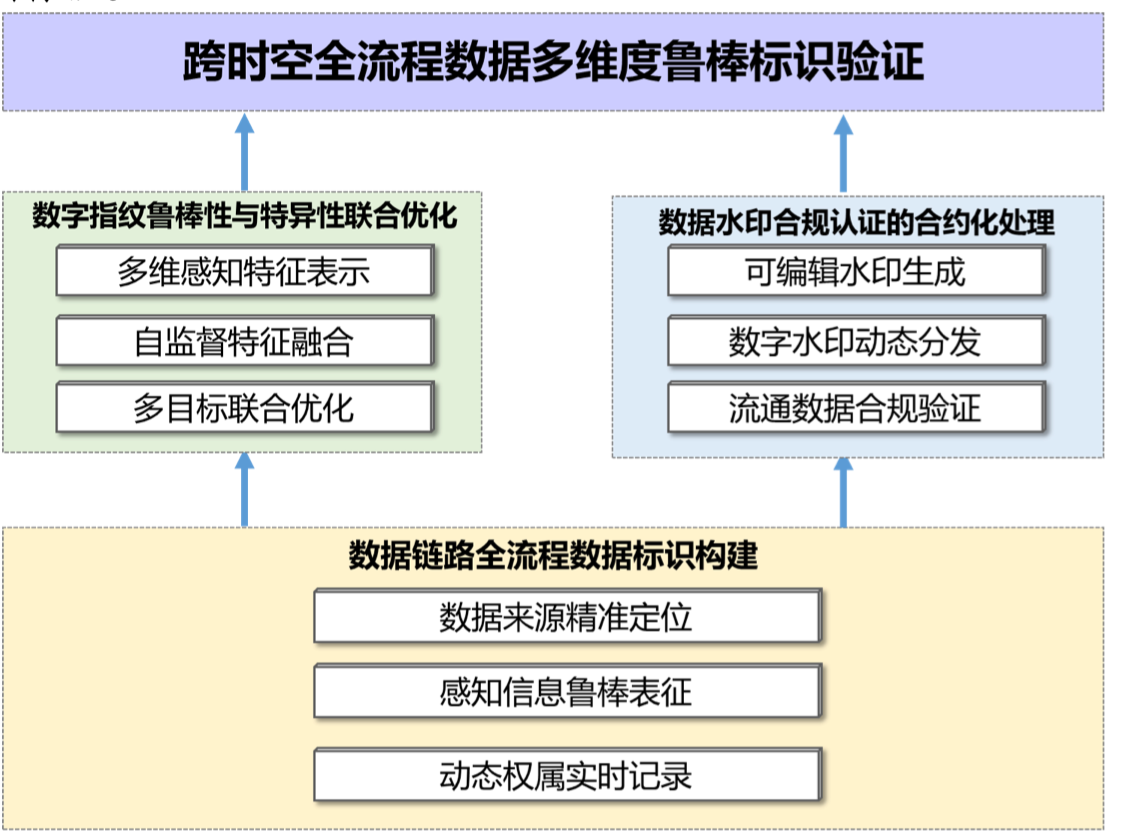 跨时空全流程数据多维度鲁棒标识验证
数字指纹鲁棒性与特异性联合优化
多维感知特征表示
自监督特征融合
多目标联合优化
数据水印合规认证的合约化处理
可编辑水印生成
数字水印动态分发
流通数据合规验证
数据链路全流程数据标识构建
数据来源精准定位
感知信息鲁棒表征
动态权属实时记录